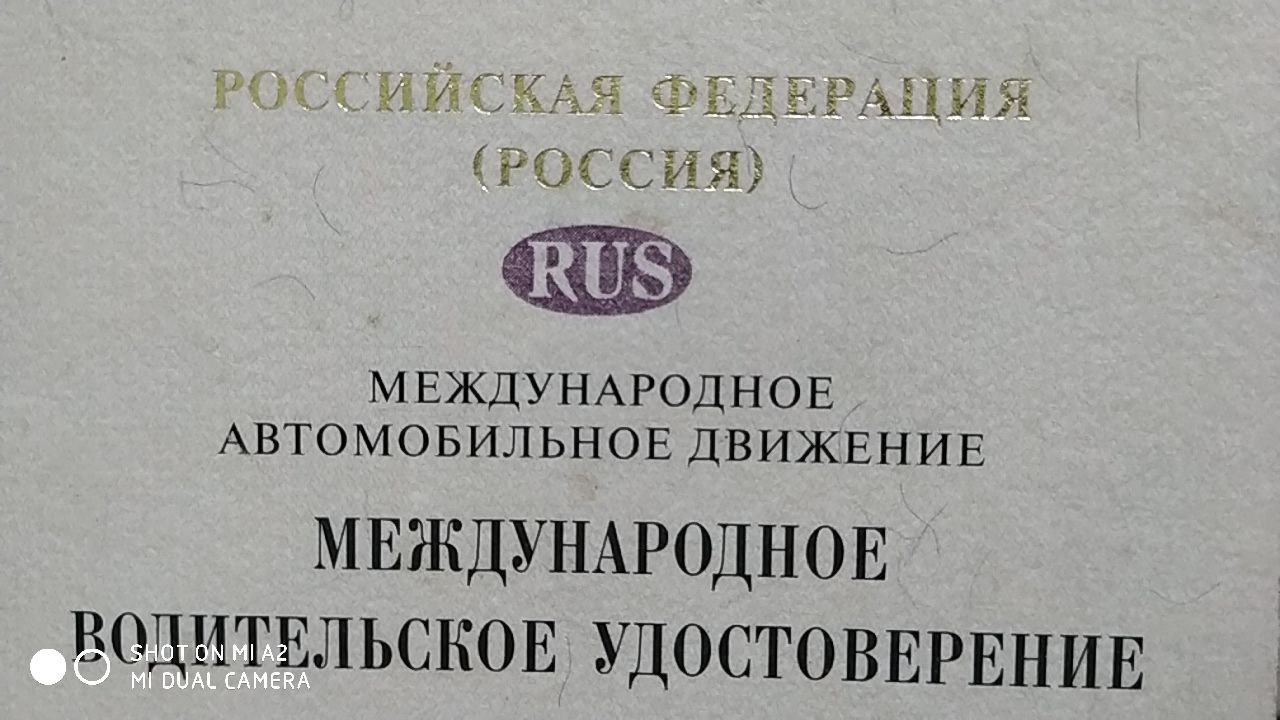 РОССИЙСКАЯ ФЕДЕРАЦИЯ
(РОССИЯ)
RUS
МЕЖДУНАРОДНОЕ
АВТОМОБИЛЬНОЕ ДВИЖЕНИЕ
МЕЖДУНАРОДНОЕ
ВОДИТЕЛЬСКОЕ УДОСТОВЕРЕНИЕ
SHOT ON MI A2
MI DUAL CAMERA